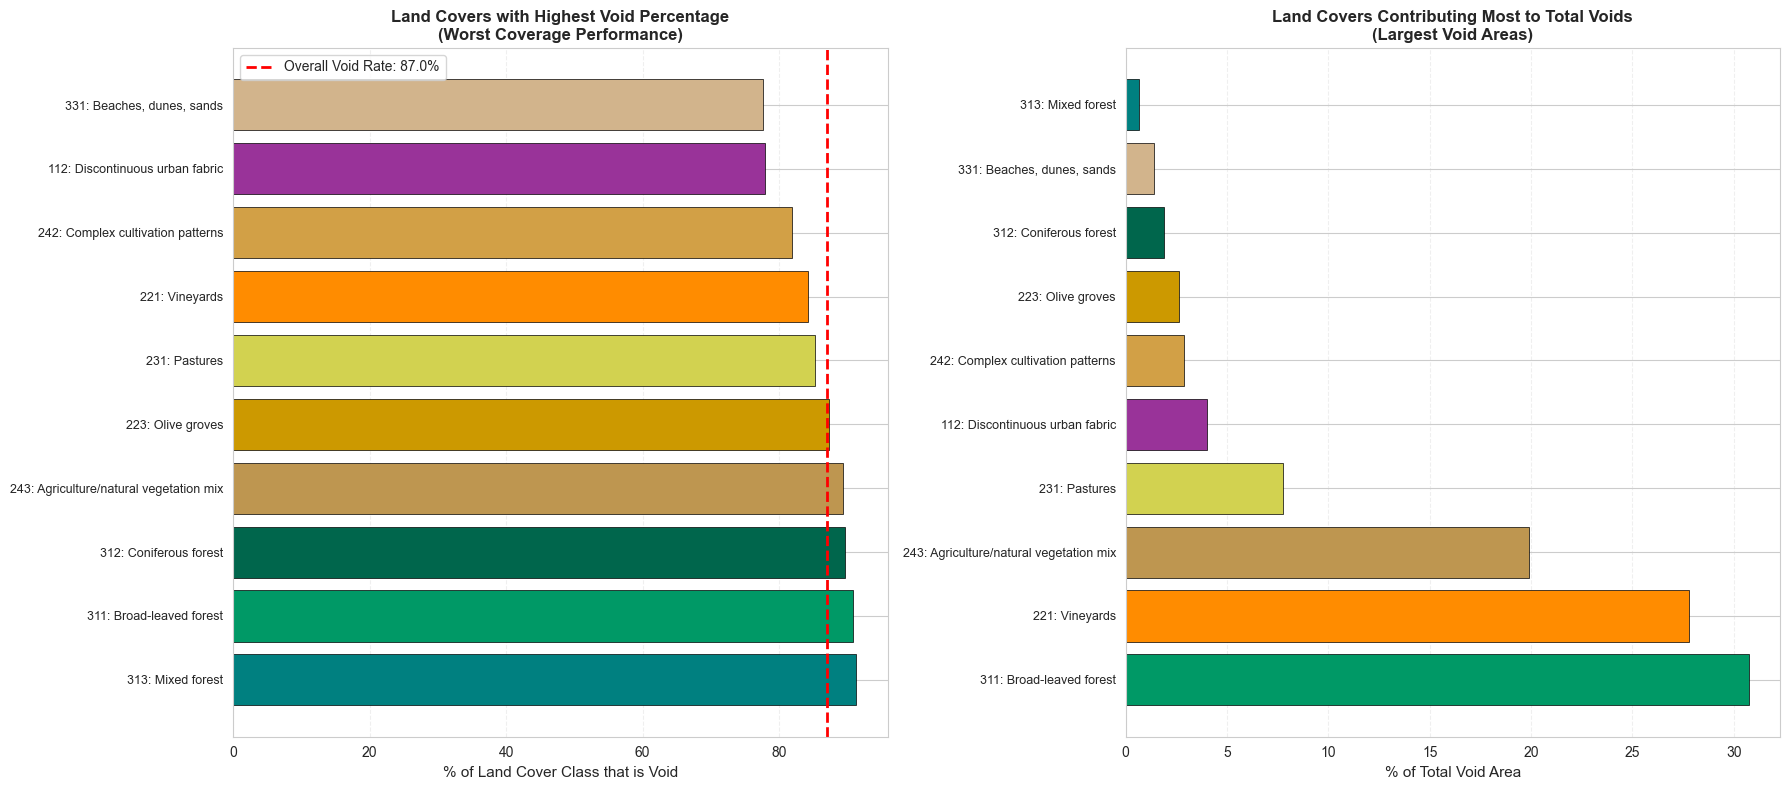 Land Covers with Highest Void Percentage
(Worst Coverage Performance)
Overall Void Rate: 87.0%
331: Beaches, dunes, sands
112: Discontinuous urban fabric
242: Complex cultivation patterns
221: Vineyards
231: Pastures
223: Olive groves
243: Agriculture/natural vegetation mix
312: Coniferous forest
311: Broad-leaved forest
313: Mixed forest
0 20 40 60 80
% of Land Cover Class that is Void
Land Covers Contributing Most to Total Voids
(Largest Void Areas)
313: Mixed forest
331: Beaches, dunes, sands
312: Coniferous forest
223: Olive groves
242: Complex cultivation patterns
112: Discontinuous urban fabric
231: Pastures
243: Agriculture/natural vegetation mix
221: Vineyards
311: Broad-leaved forest
0 5 10 15 20 25 30
% of Total Void Area